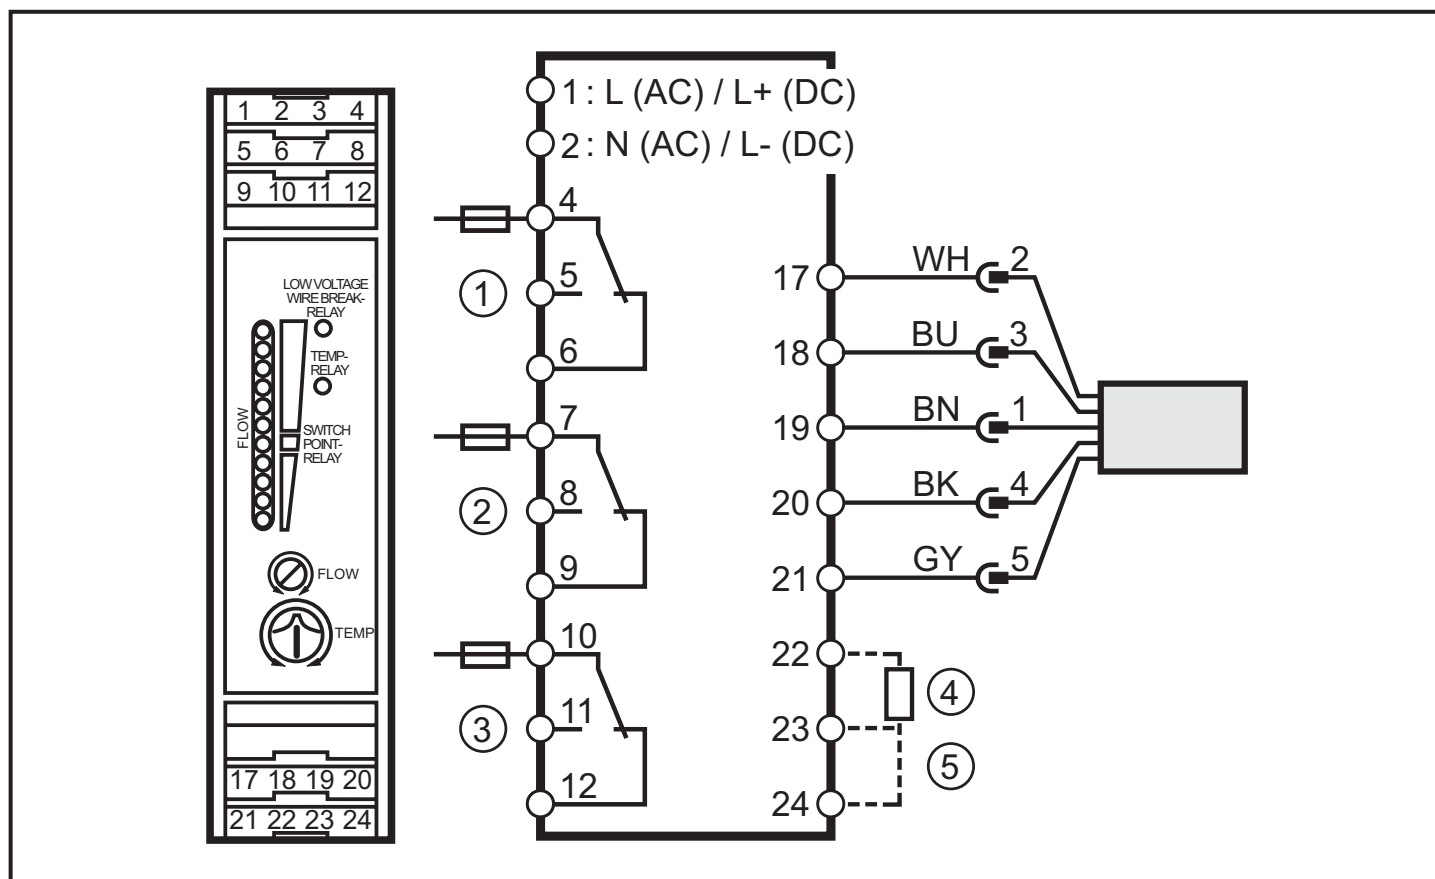 1 2 3 4
5 6 7 8
9 10 11 12
LOW VOLTAGE
WIRE BREAK-
RELAY
TEMP-
RELAY
FLOW
SWITCH
POINT-
RELAY
FLOW
TEMP
17 18 19 20
21 22 23 24
1: L (AC) / L+ (DC)
2: N (AC) / L- (DC)
4
5
6
1
7
8
9
2
10
11
12
3
17 WH 2
18 BU 3
19 BN 1
20 BK 4
21 GY 5
22
4
23
5
24